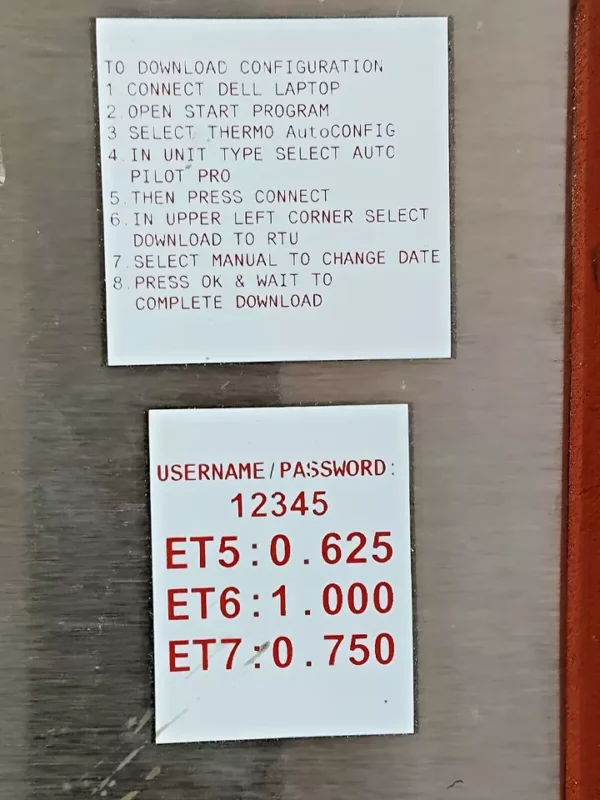 TO DOWNLOAD CONFIGURATION
1 CONNECT DELL LAPTOP
2. OPEN START PROGRAM
3 SELECT THERMO AutoCONFIG
4. IN UNIT TYPE SELECT AUTO
PILOT PRO
5. THEN PRESS CONNECT
6. IN UPPER LEFT CORNER SELECT
DOWNLOAD TO RTU
7. SELECT MANUAL TO CHANGE DATE
8. PRESS OK & WAIT TO
COMPLETE DOWNLOAD
USERNAME/PASSWORD:
12345
ET5:0.625
ET6:1.000
ET7:0.750